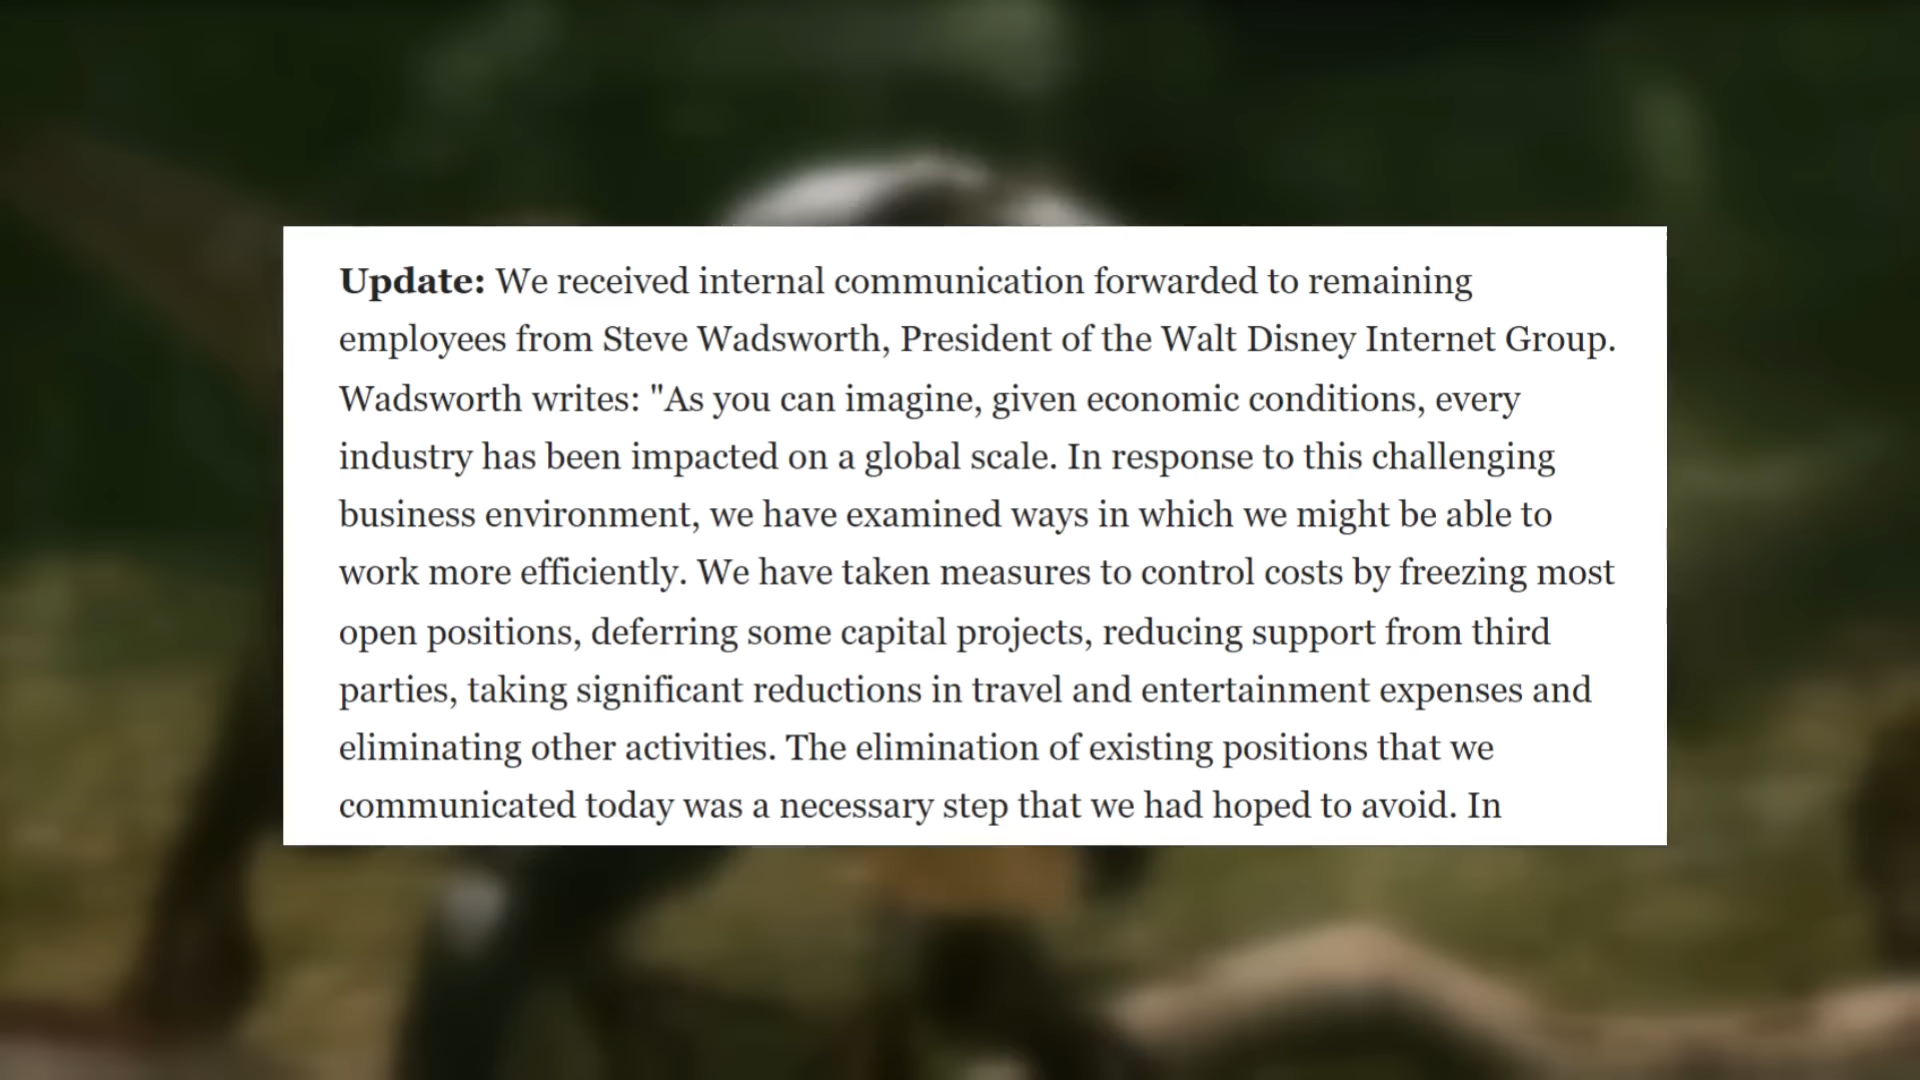 Update: We received internal communication forwarded to remaining
employees from Steve Wadsworth, President of the Walt Disney Internet Group.
Wadsworth writes: "As you can imagine, given economic conditions, every
industry has been impacted on a global scale. In response to this challenging
business environment, we have examined ways in which we might be able to
work more efficiently. We have taken measures to control costs by freezing most
open positions, deferring some capital projects, reducing support from third
parties, taking significant reductions in travel and entertainment expenses and
eliminating other activities. The elimination of existing positions that we
communicated today was a necessary step that we had hoped to avoid. In